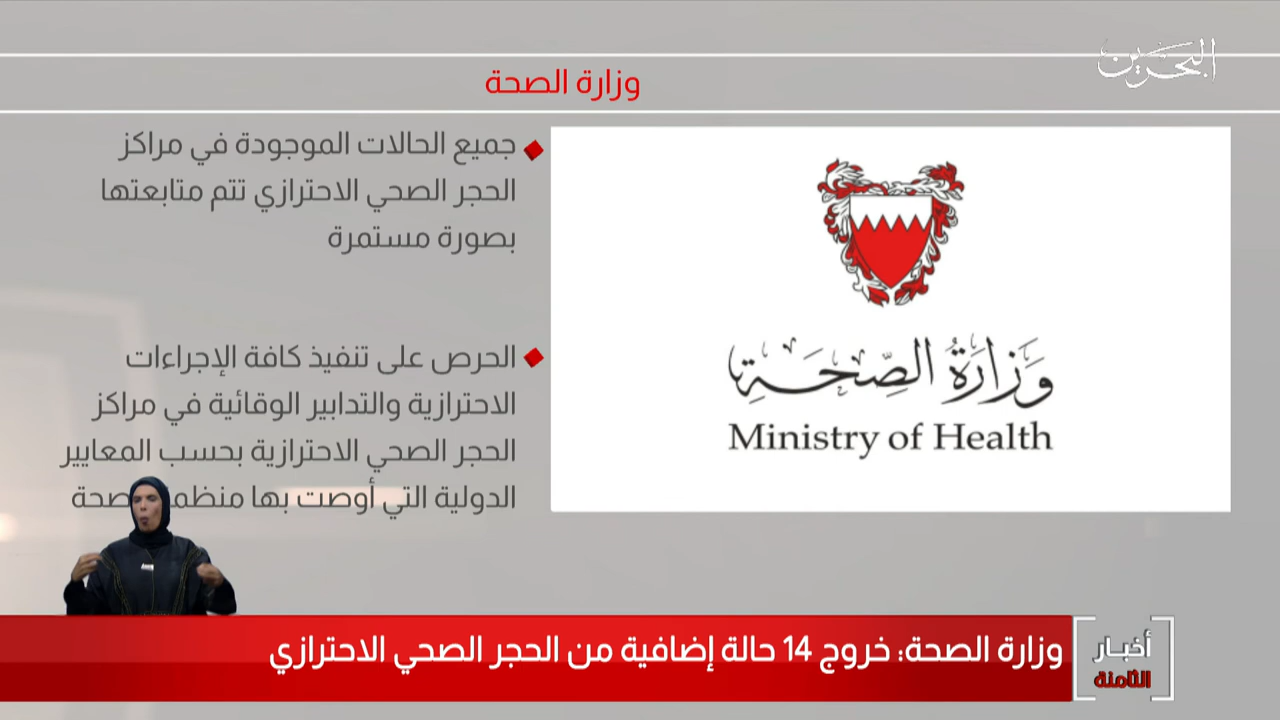 البحرين
وزارة الصحة
جميع الحالات الموجودة في مراكز
الحجر الصحي الاحترازي تتم متابعتها
بصورة مستمرة
الحرص على تنفيذ كافة الإجراءات
الاحترازية والتدابير الوقائية في مراكز
الحجر الصحي الاحترازية بحسب المعايير
الدولية التي أوصت بها
وَزَارَةُ الصِّحَة
Ministry of Health
وزارة الصحة: خروج 14 حالة إضافية من الحجر الصحي الاحترازي
أخبار
الثامنة